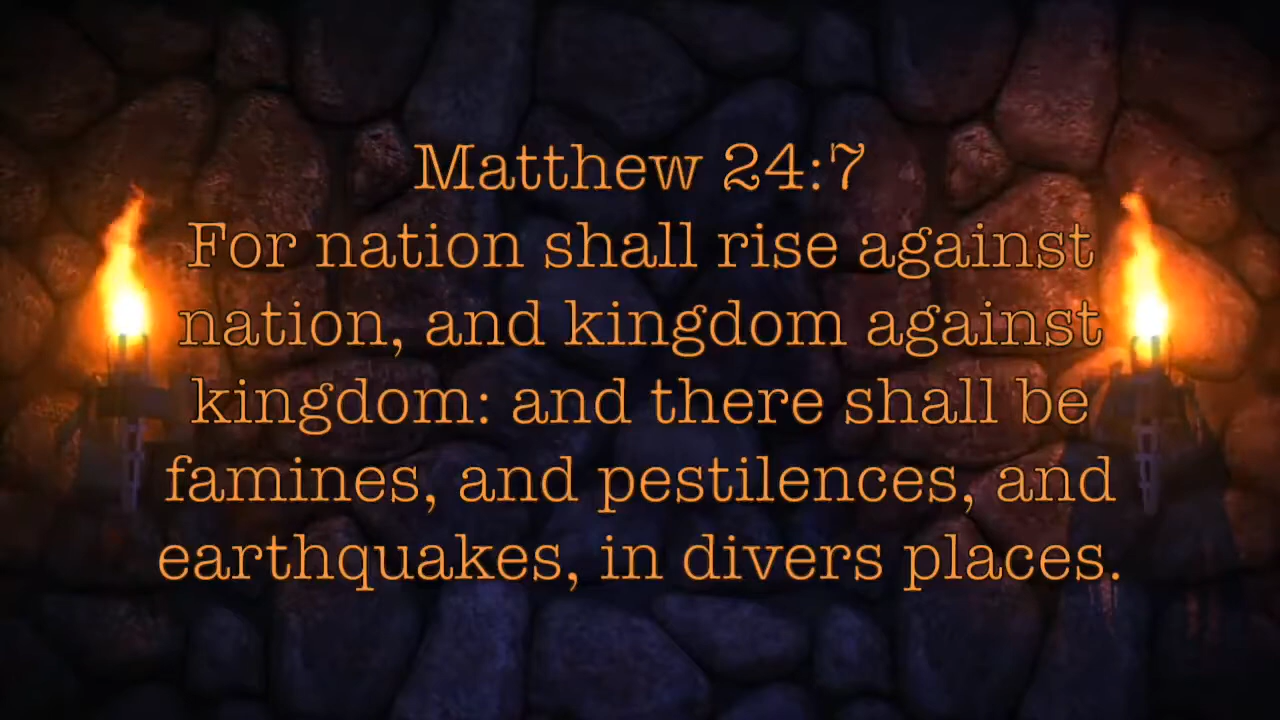 Matthew 24:7
For nation shall rise against
nation, and kingdom against
kingdom: and there shall be
famines, and pestilences, and
earthquakes, in divers places.